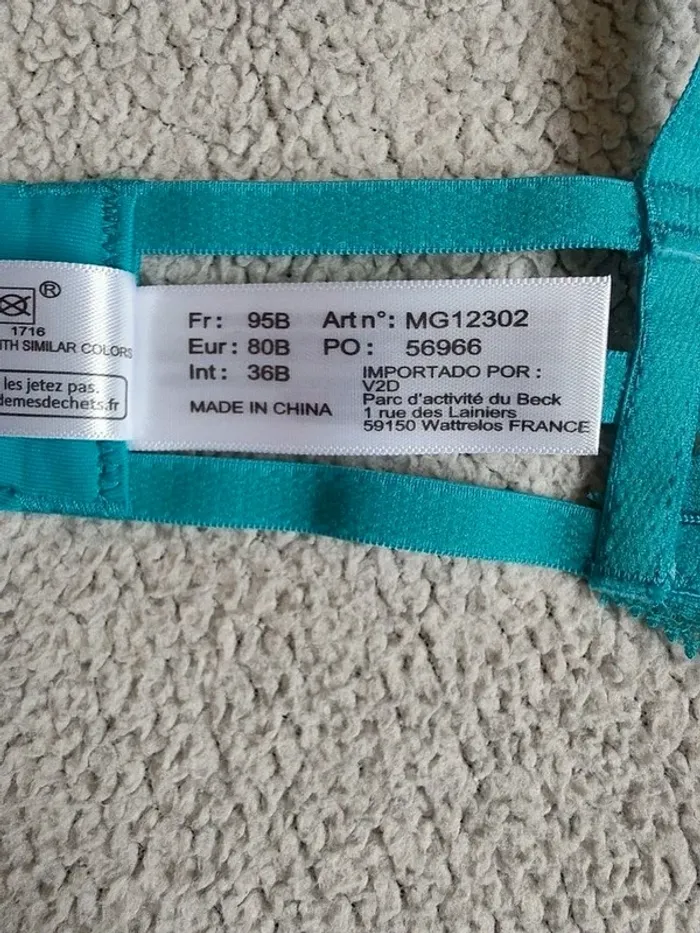 ®
1716
TH SIMILAR COLORS
les jetez pas.
demesdechets.fr
Fr: 95B Art n°: MG12302
Eur: 80B PO: 56966
Int: 36B IMPORTADO POR :
V2D
MADE IN CHINA Parc d'activité du Beck
1 rue des Lainiers
59150 Wattrelos FRANCE